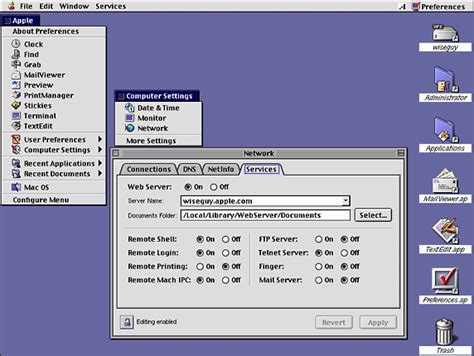 File Edit Window Services Preferences
Apple
About Preferences
Clock
Find
Grab
MailViewer
Preview
PrintManager
Stickies
Terminal
TextEdit
User Preferences
Computer Settings
Recent Applications
Recent Documents
Mac OS
Configure Menu
Computer Settings
Date & Time
Monitor
Network
More Settings
Network
Connections DNS NetInfo Services
Web Server: On Off
Server Name: wiseguy.apple.com
Documents Folder: /Local/Library/WebServer/Documents Select...
Remote Shell: On Off FTP Server: On Off
Remote Login: On Off Telnet Server: On Off
Remote Printing: On Off Finger: On Off
Remote Mach IPC: On Off Mail Server: On Off
Editing enabled Revert Apply
wiseguy
Administrator
Applications
MailViewer.ap
TextEdit.app
Preferences.ap
Trash